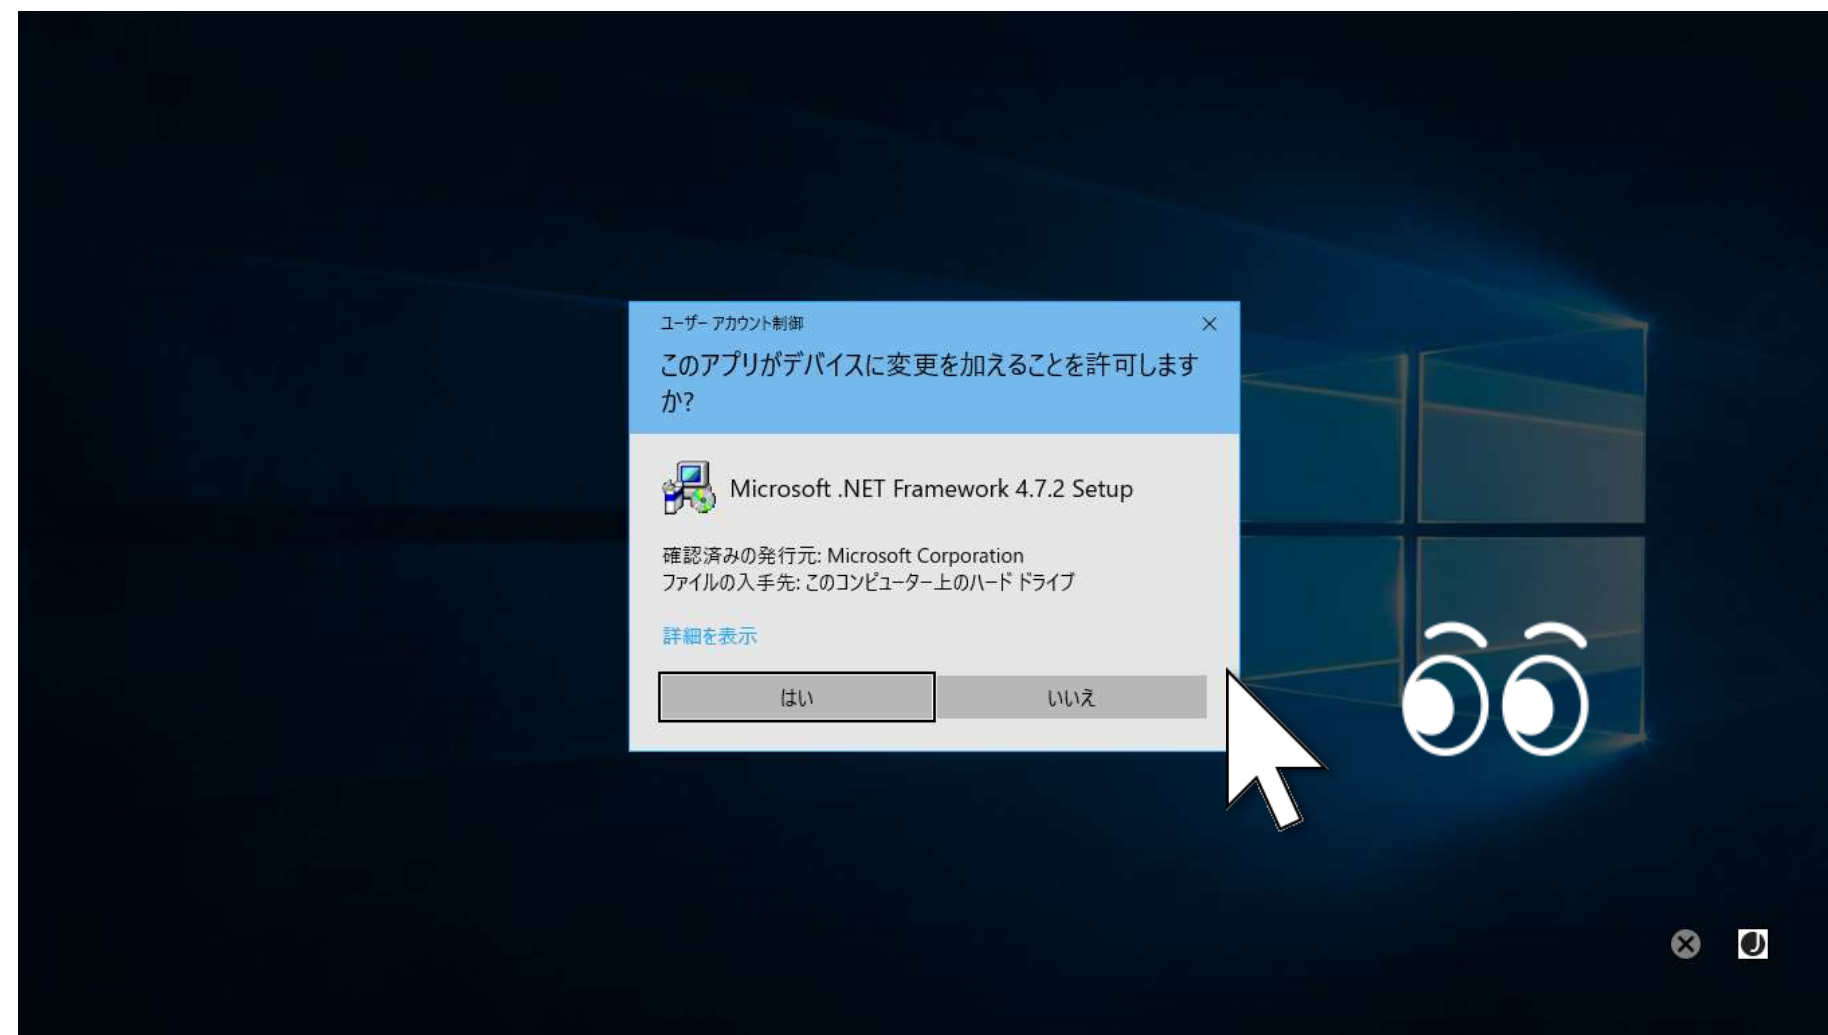 ユーザー アカウント制御
このアプリがデバイスに変更を加えることを許可します
か?
Microsoft .NET Framework 4.7.2 Setup
確認済みの発行元: Microsoft Corporation
ファイルの入手先: このコンピューター上のハード ドライブ
詳細を表示
はい
いいえ
J